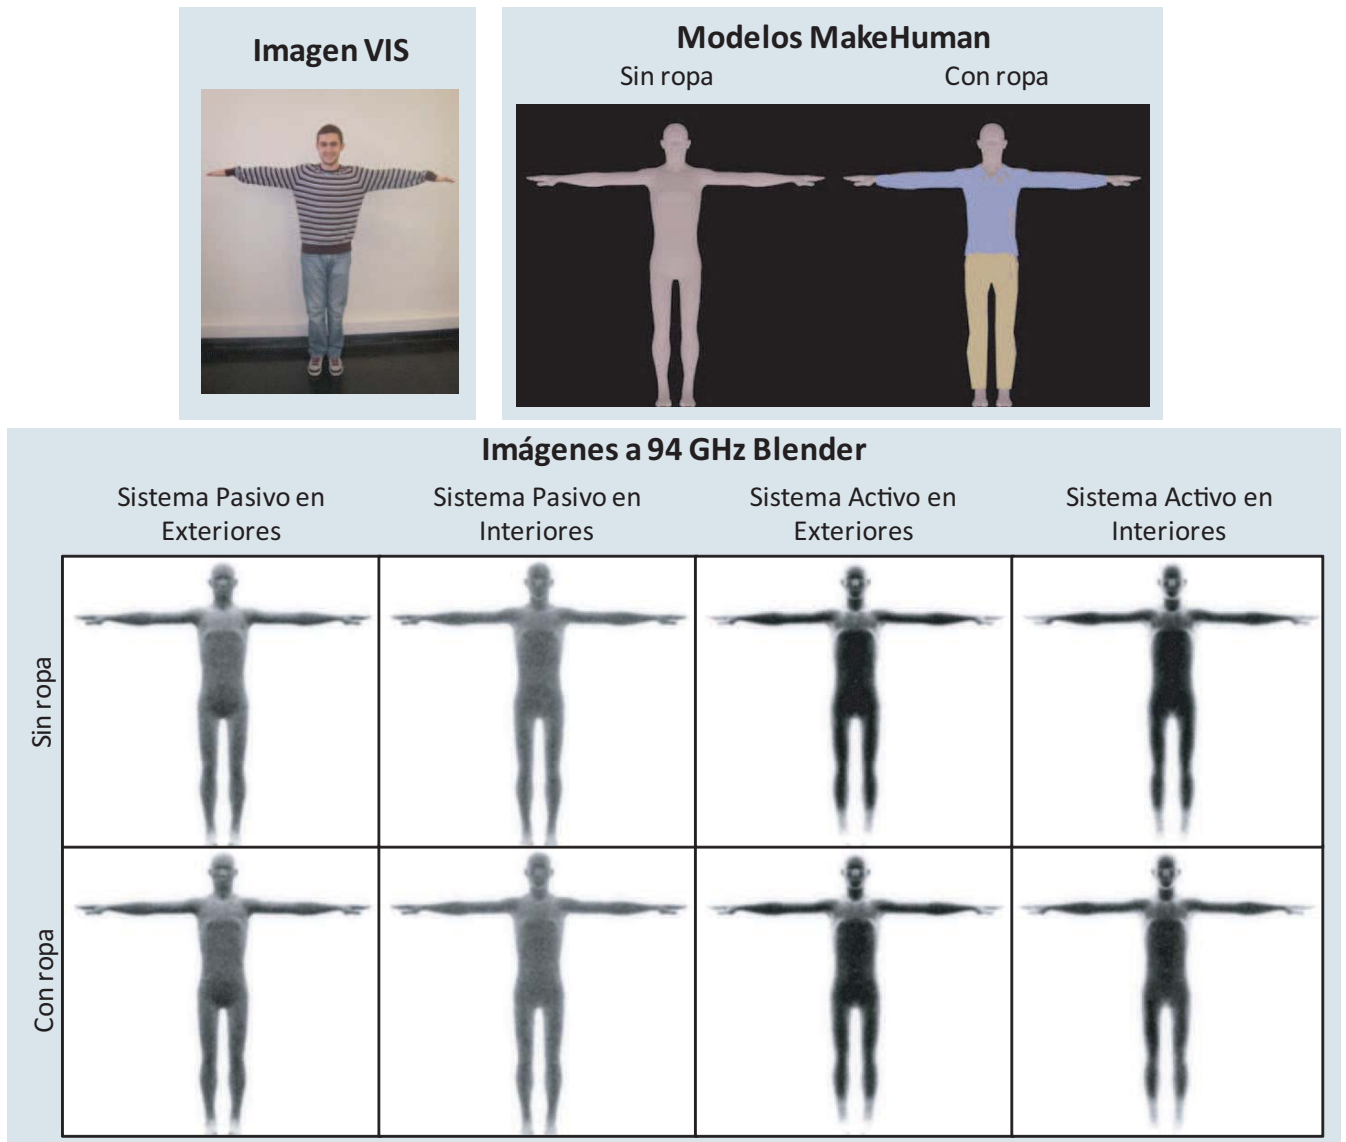 Imagen VIS
Modelos MakeHuman
Sin ropa
Con ropa
Imágenes a 94 GHz Blender
Sistema Pasivo en
Exteriores
Sistema Pasivo en
Interiores
Sistema Activo en
Exteriores
Sistema Activo en
Interiores
Sin ropa
Con ropa